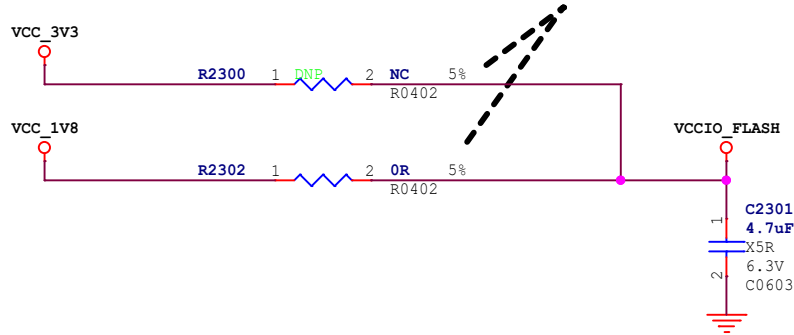 VCC_3V3
R2300 1 DNP 2 NC 5%
R0402
VCC_1V8
VCCIO_FLASH
R2302 1 2 0R 5%
R0402
1 C2301
4.7uF
X5R
6.3V
2 C0603